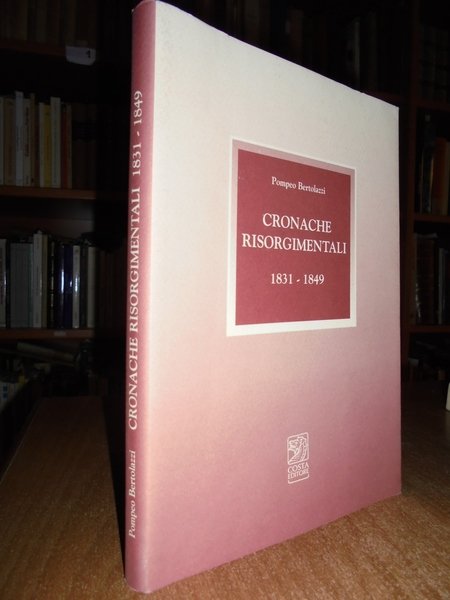 Pompeo Bertolazzi
CRONACHE
RISORGIMENTALI
1831 - 1849
COSTA
EDITORE
Pompeo Bertolazzi CRONACHE RISORGIMENTALI 1831 - 1849